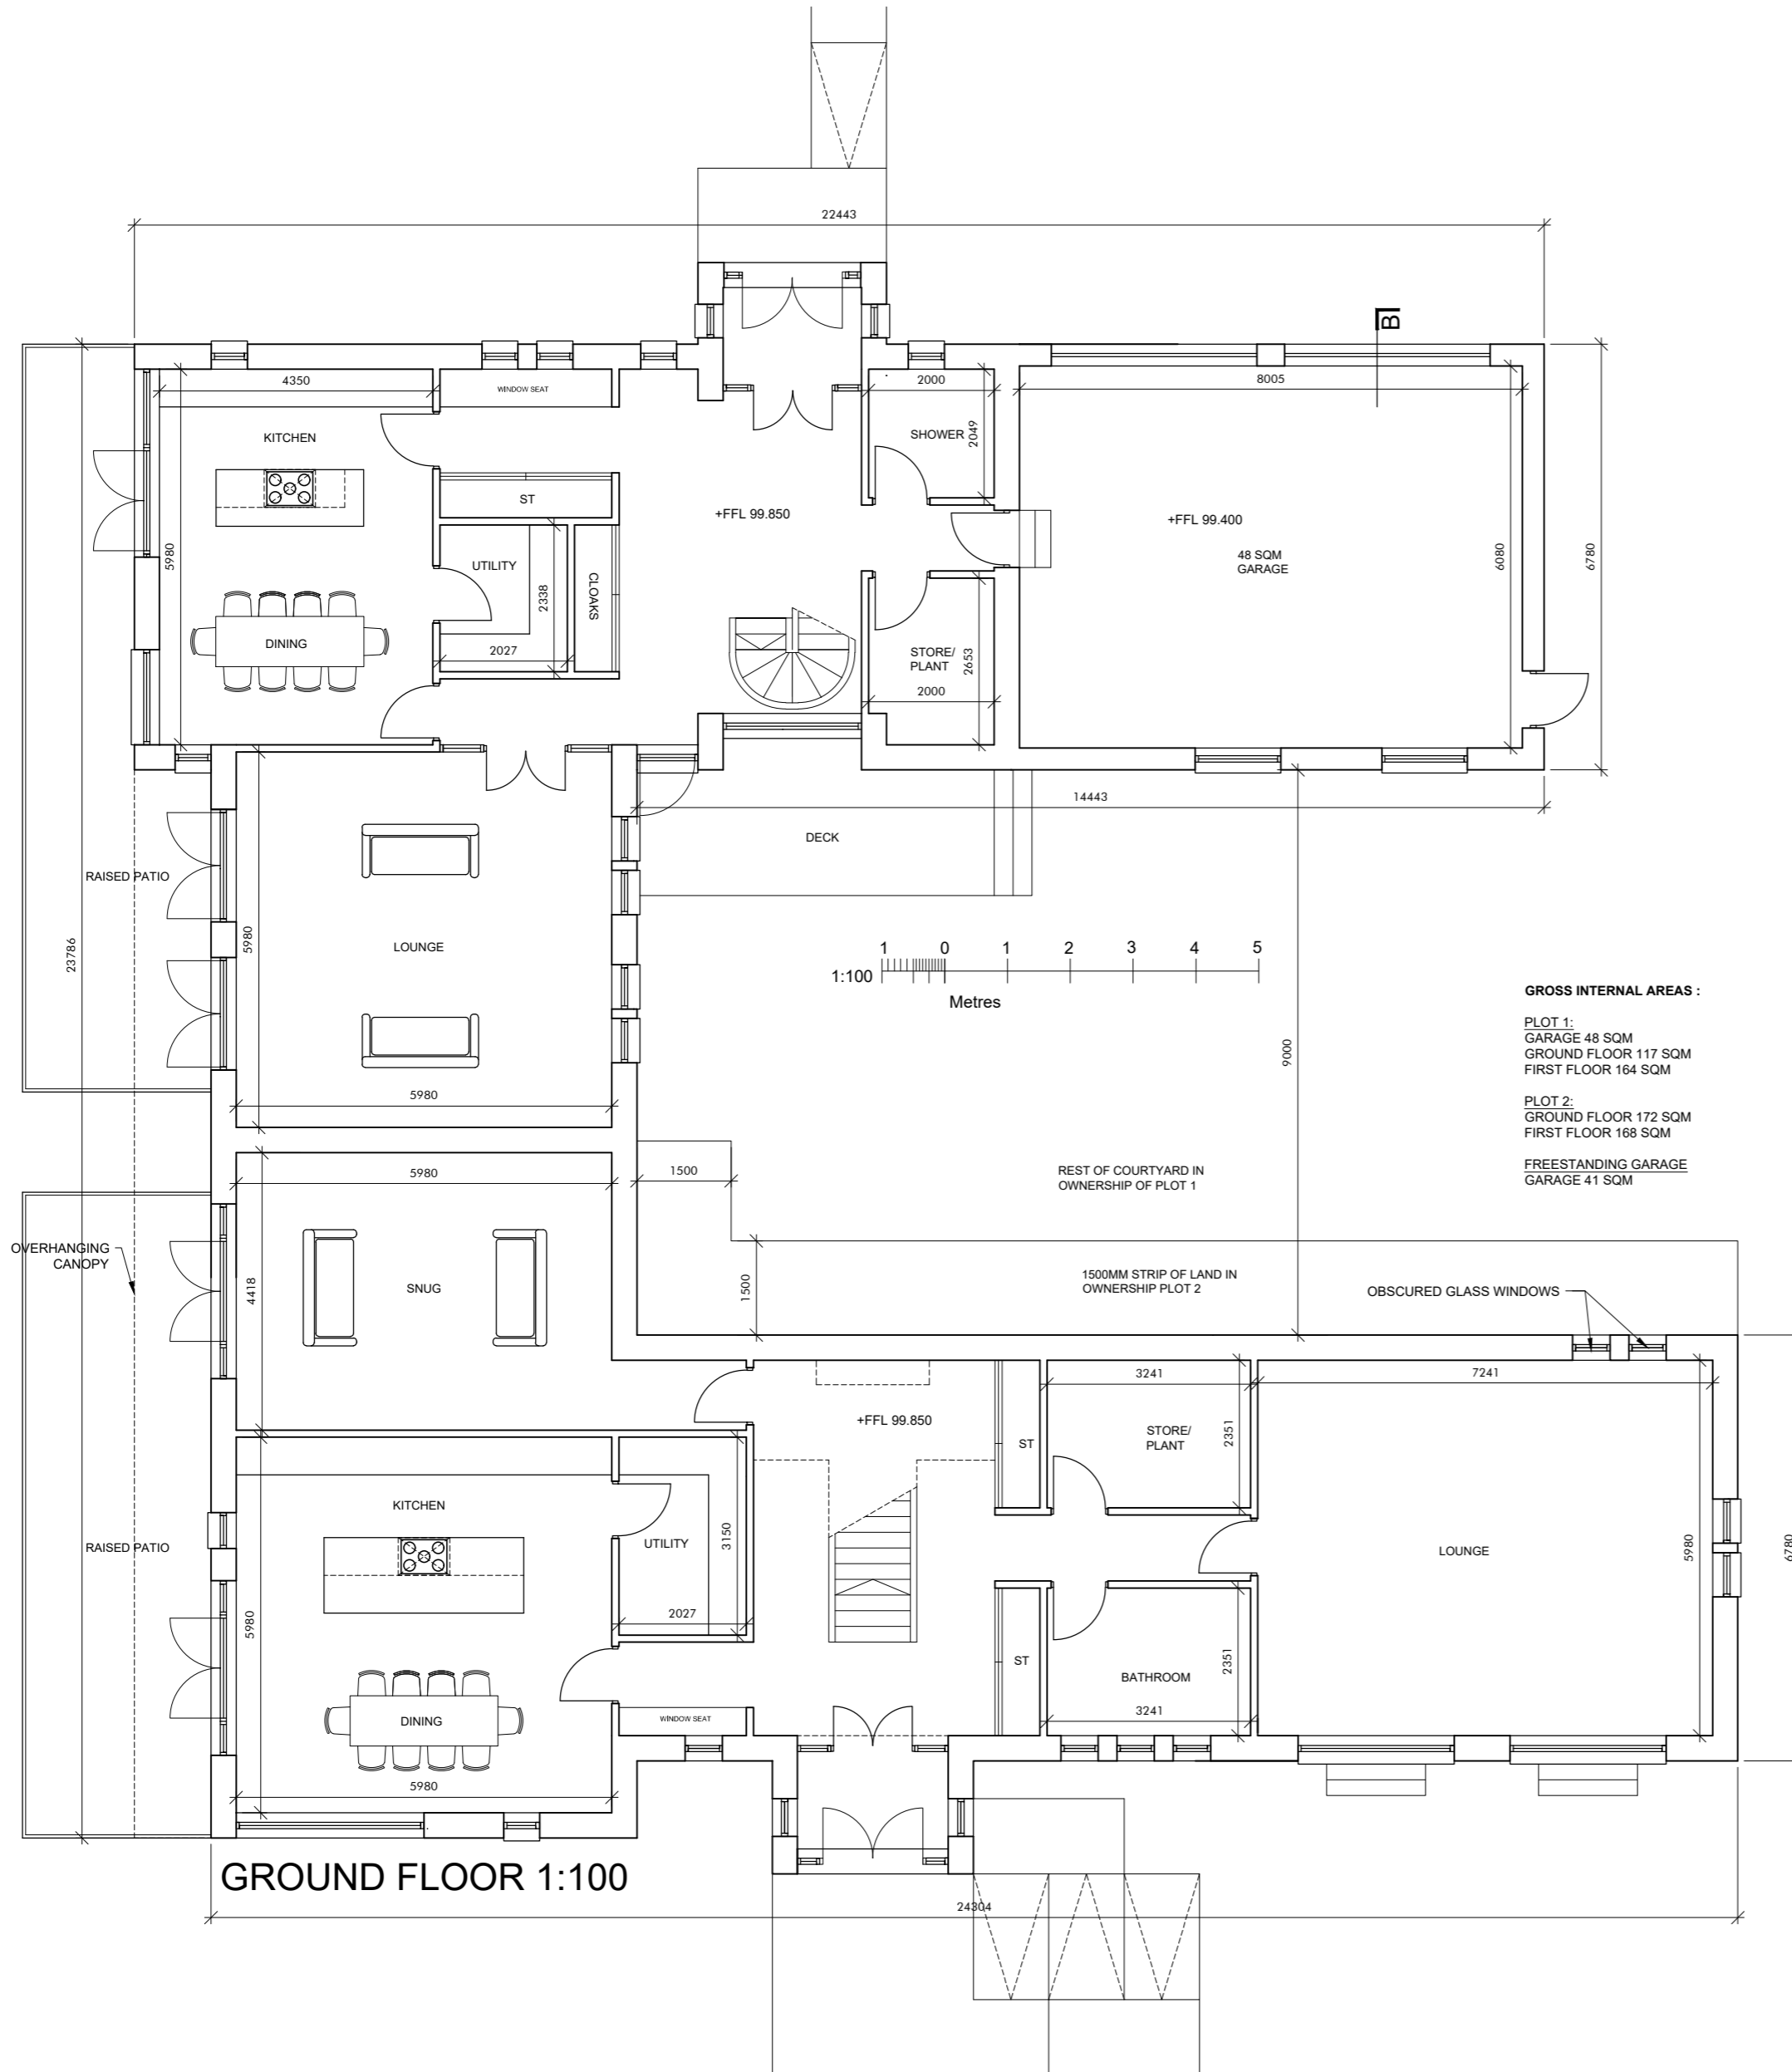 22443
B
4350
WINDOW SEAT
2000
8005
KITCHEN
SHOWER
2049
ST
+FFL 99.850
+FFL 99.400
48 SQM
GARAGE
5980
UTILITY
2338
CLOAKS
6080
6780
DINING
2027
STORE/
PLANT
2653
2000
14443
DECK
RAISED PATIO
23786
5980
LOUNGE
1 0 1 2 3 4 5
1:100
Metres
9000
5980
GROSS INTERNAL AREAS :
PLOT 1:
GARAGE 48 SQM
GROUND FLOOR 117 SQM
FIRST FLOOR 164 SQM
PLOT 2:
GROUND FLOOR 172 SQM
FIRST FLOOR 168 SQM
FREESTANDING GARAGE
GARAGE 41 SQM
5980
1500
REST OF COURTYARD IN
OWNERSHIP OF PLOT 1
OVERHANGING
CANOPY
4418
SNUG
1500
1500MM STRIP OF LAND IN
OWNERSHIP PLOT 2
OBSCURED GLASS WINDOWS
3241
7241
+FFL 99.850
ST
STORE/
PLANT
2351
KITCHEN
RAISED PATIO
UTILITY
3150
LOUNGE
5980
6780
5980
2027
ST
BATHROOM
2351
3241
DINING
WINDOW SEAT
5980
GROUND FLOOR 1:100
24304